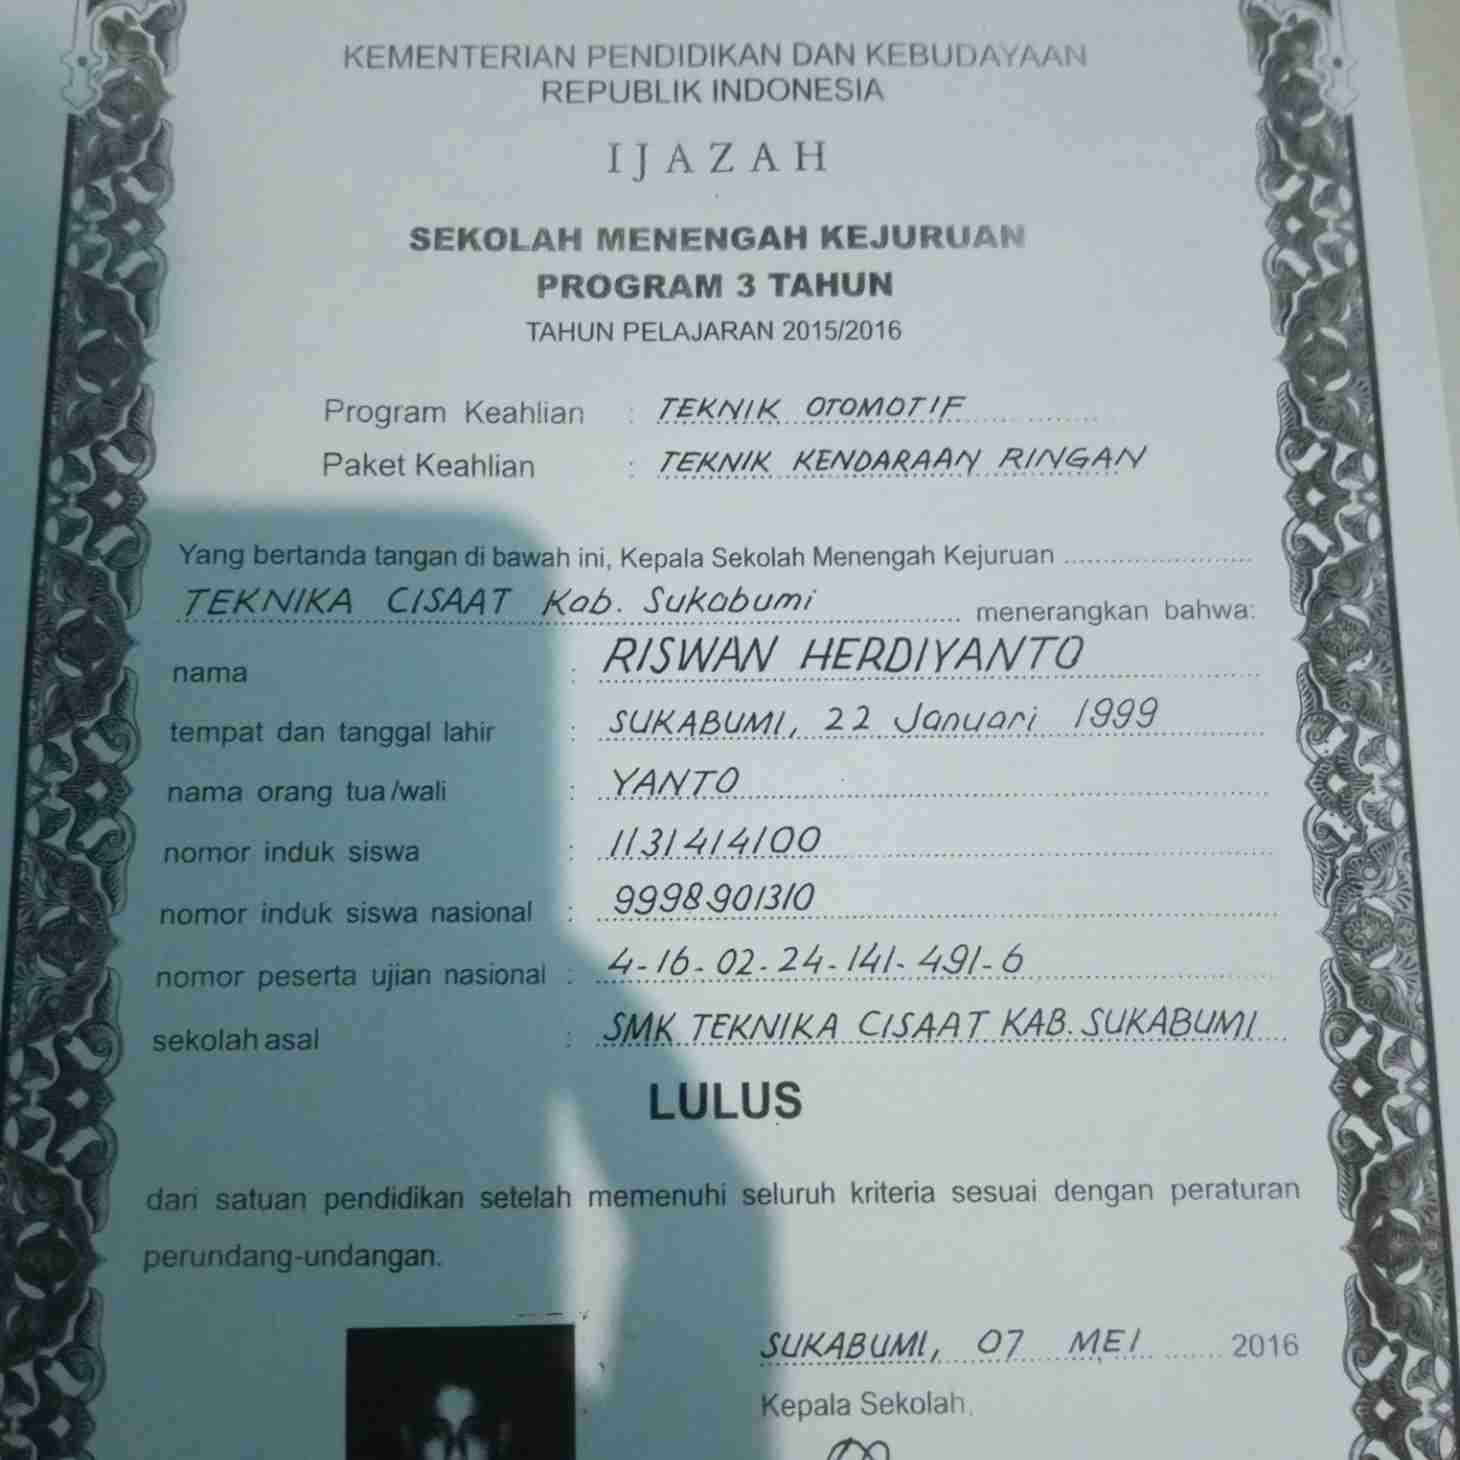 KEMENTERIAN PENDIDIKAN DAN KEBUDAYAAN
REPUBLIK INDONESIA
IJAZAH
SEKOLAH MENENGAH KEJURUAN
PROGRAM 3 TAHUN
TAHUN PELAJARAN 2015/2016
Program Keahlian : TEKNIK OTOMOTIF
Paket Keahlian : TEKNIK KENDARAAN RINGAN
Yang bertanda tangan di bawah ini, Kepala Sekolah Menengah Kejuruan
TEKNIKA CISAAT Kab. Sukabumi menerangkan bahwa:
nama : RISWAN HERDIYANTO
tempat dan tanggal lahir : SUKABUMI, 22 Januari 1999
nama orang tua/wali : YANTO
nomor induk siswa : 1131414100
nomor induk siswa nasional : 9998901310
nomor peserta ujian nasional : 4-16-02-24-141-491-6
sekolah asal : SMK TEKNIKA CISAAT KAB. SUKABUMI
LULUS
dari satuan pendidikan setelah memenuhi seluruh kriteria sesuai dengan peraturan
perundang-undangan.
SUKABUMI, 07 MEI 2016
Kepala Sekolah,